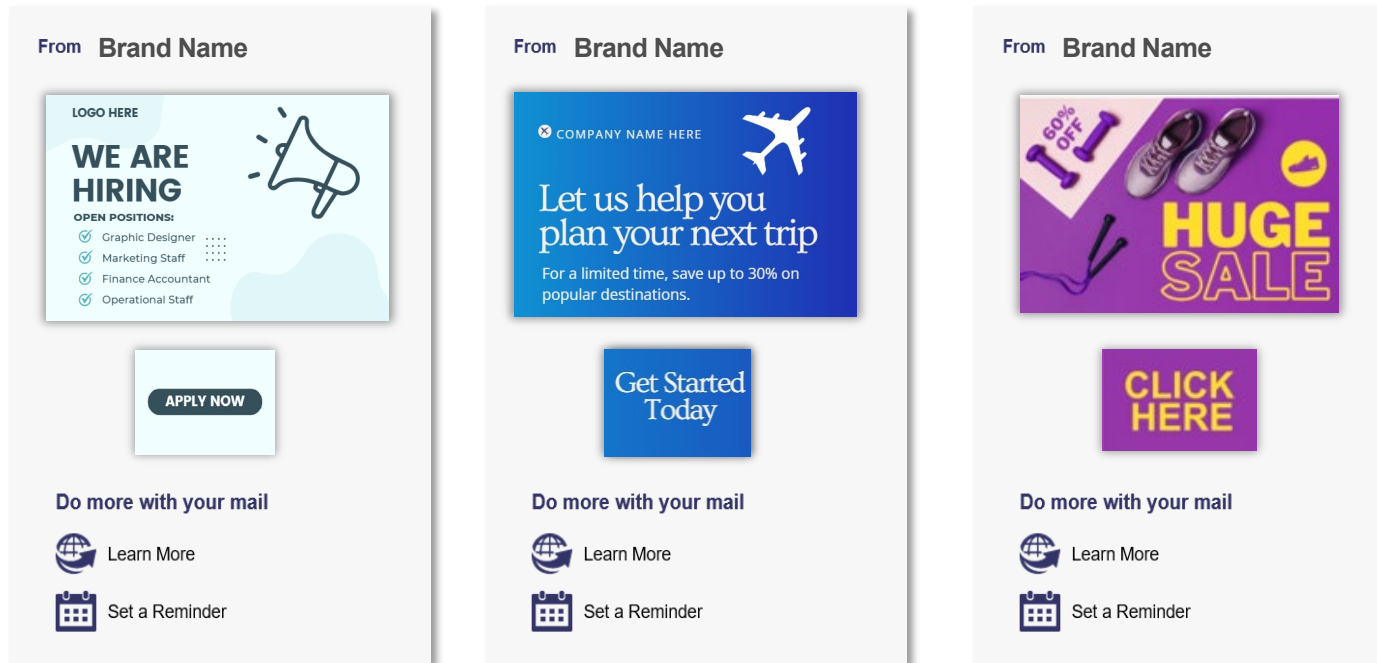 From Brand Name
LOGO HERE
WE ARE
HIRING
OPEN POSITIONS:
Graphic Designer
Marketing Staff
Finance Accountant
Operational Staff
APPLY NOW
Do more with your mail
Learn More
Set a Reminder
From Brand Name
COMPANY NAME HERE
Let us help you
plan your next trip
For a limited time, save up to 30% on
popular destinations.
Get Started
Today
Do more with your mail
Learn More
Set a Reminder
From Brand Name
60%
OFF
HUGE
SALE
CLICK
HERE
Do more with your mail
Learn More
Set a Reminder